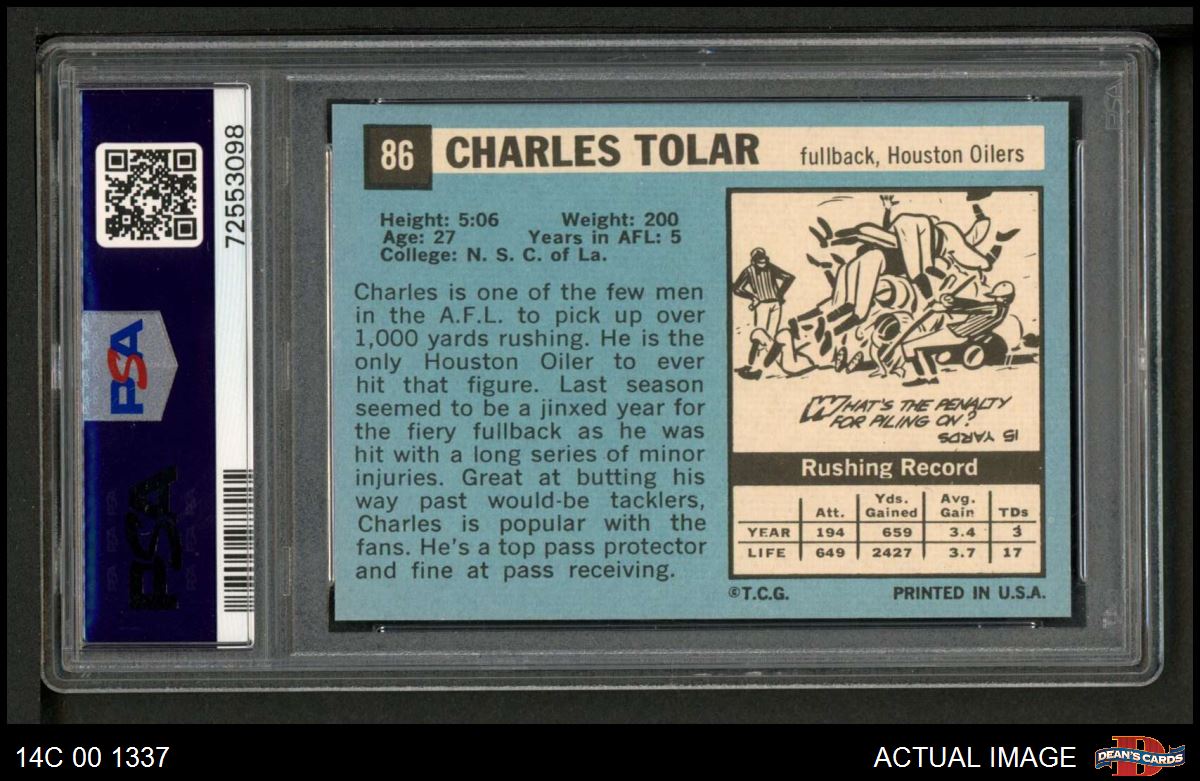 72553098
PSA
PSA
86 CHARLES TOLAR fullback, Houston Oilers
Height: 5:06 Weight: 200
Age: 27 Years in AFL: 5
College: N. S. C. of La.
Charles is one of the few men
in the A.F.L. to pick up over
1,000 yards rushing. He is the
only Houston Oiler to ever
hit that figure. Last season
seemed to be a jinxed year for
the fiery fullback as he was
hit with a long series of minor
injuries. Great at butting his
way past would-be tacklers,
Charles is popular with the
fans. He's a top pass protector
and fine at pass receiving.
WHAT'S THE PENALTY
FOR PILING ON?
15 YARDS
Rushing Record
Att. Yds. Gained Avg. Gain TDs
YEAR 194 659 3.4 3
LIFE 649 2427 3.7 17
©T.C.G. PRINTED IN U.S.A.
PSA
14C 00 1337 ACTUAL IMAGE DEAN'S CARDS